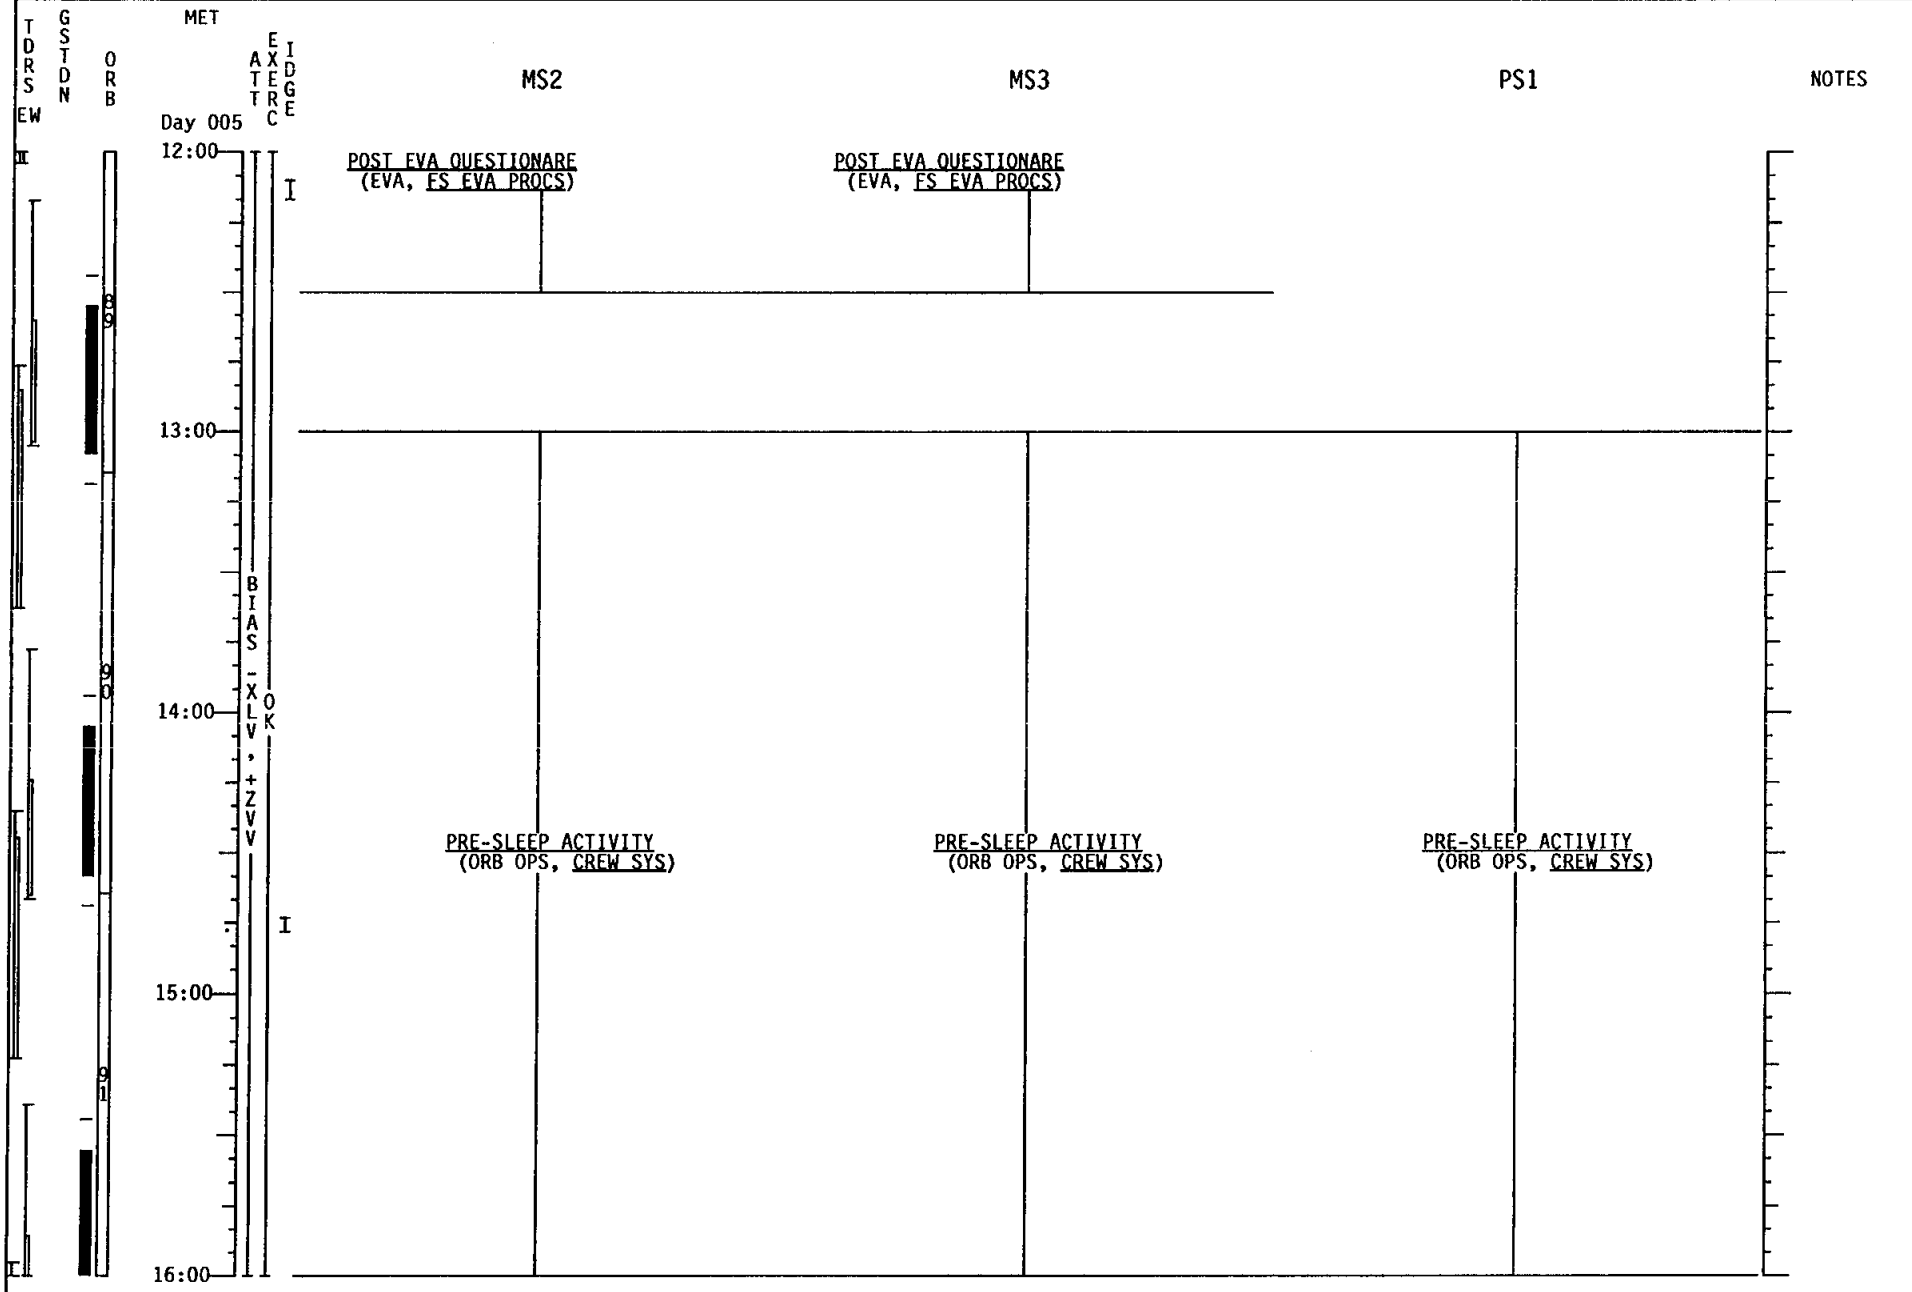 TDRS
EW
GSTDN
ORB
MET
ATT
EXERC
IDGE
MS2
MS3
PS1
NOTES
Day 005
12:00
POST EVA QUESTIONARE
(EVA, FS EVA PROCS)
POST EVA QUESTIONARE
(EVA, FS EVA PROCS)
89
13:00
BIAS -XLV,+ZVV
90
OK
14:00
PRE-SLEEP ACTIVITY
(ORB OPS, CREW SYS)
PRE-SLEEP ACTIVITY
(ORB OPS, CREW SYS)
PRE-SLEEP ACTIVITY
(ORB OPS, CREW SYS)
15:00
91
16:00